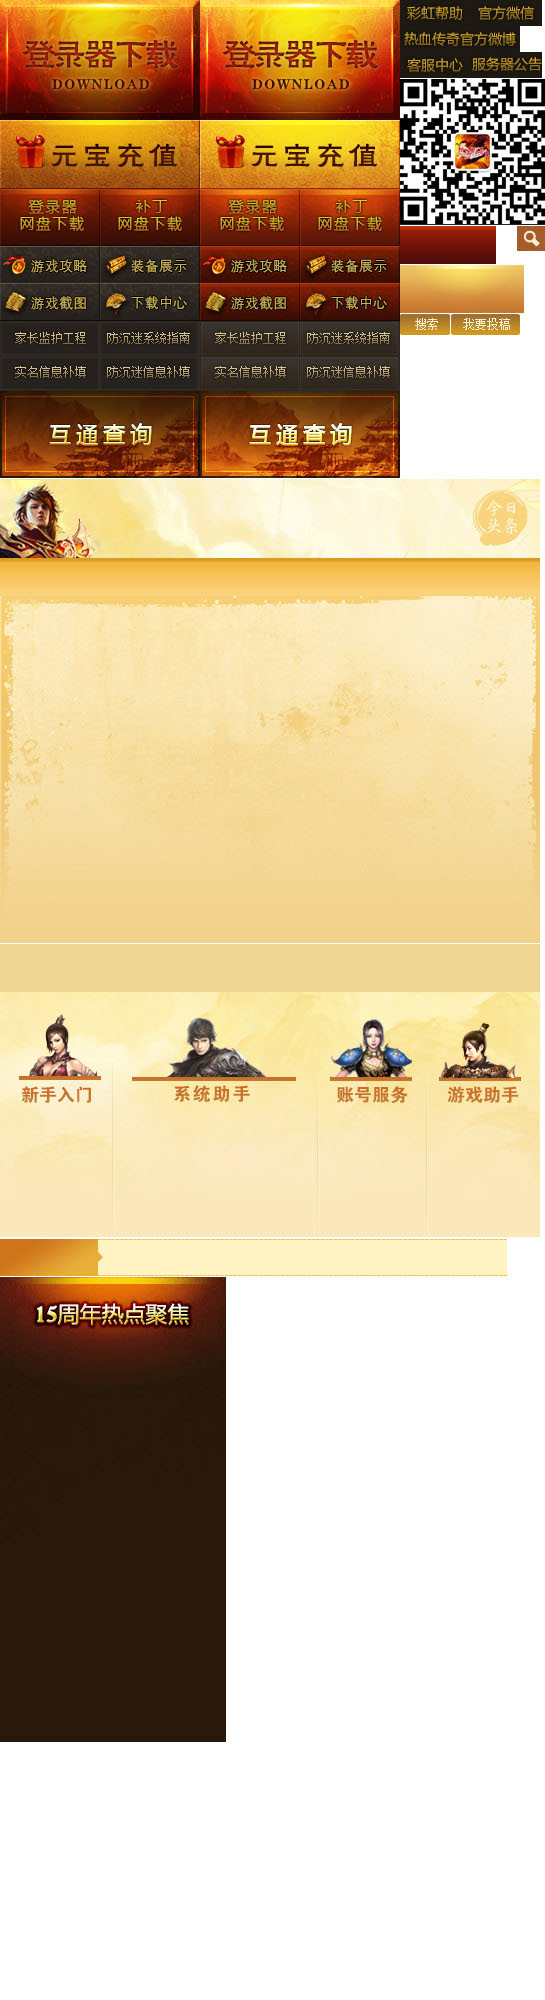 登录器下载 登录器下载
DOWNLOAD DOWNLOAD
彩虹帮助 官方微信
热血传奇官方微博
客服中心 服务器公告
元宝充值 元宝充值
登录器 补丁 登录器 补丁
网盘下载 网盘下载 网盘下载 网盘下载
游戏攻略 装备展示 游戏攻略 装备展示
游戏截图 下载中心 游戏截图 下载中心
搜索 我要投稿
家长监护工程 防沉迷系统指南 家长监护工程 防沉迷系统指南
实名信息补填 防沉迷信息补填 实名信息补填 防沉迷信息补填
互通查询 互通查询
今日
头条
新手入门 系统助手 账号服务 游戏助手
15周年热点聚焦